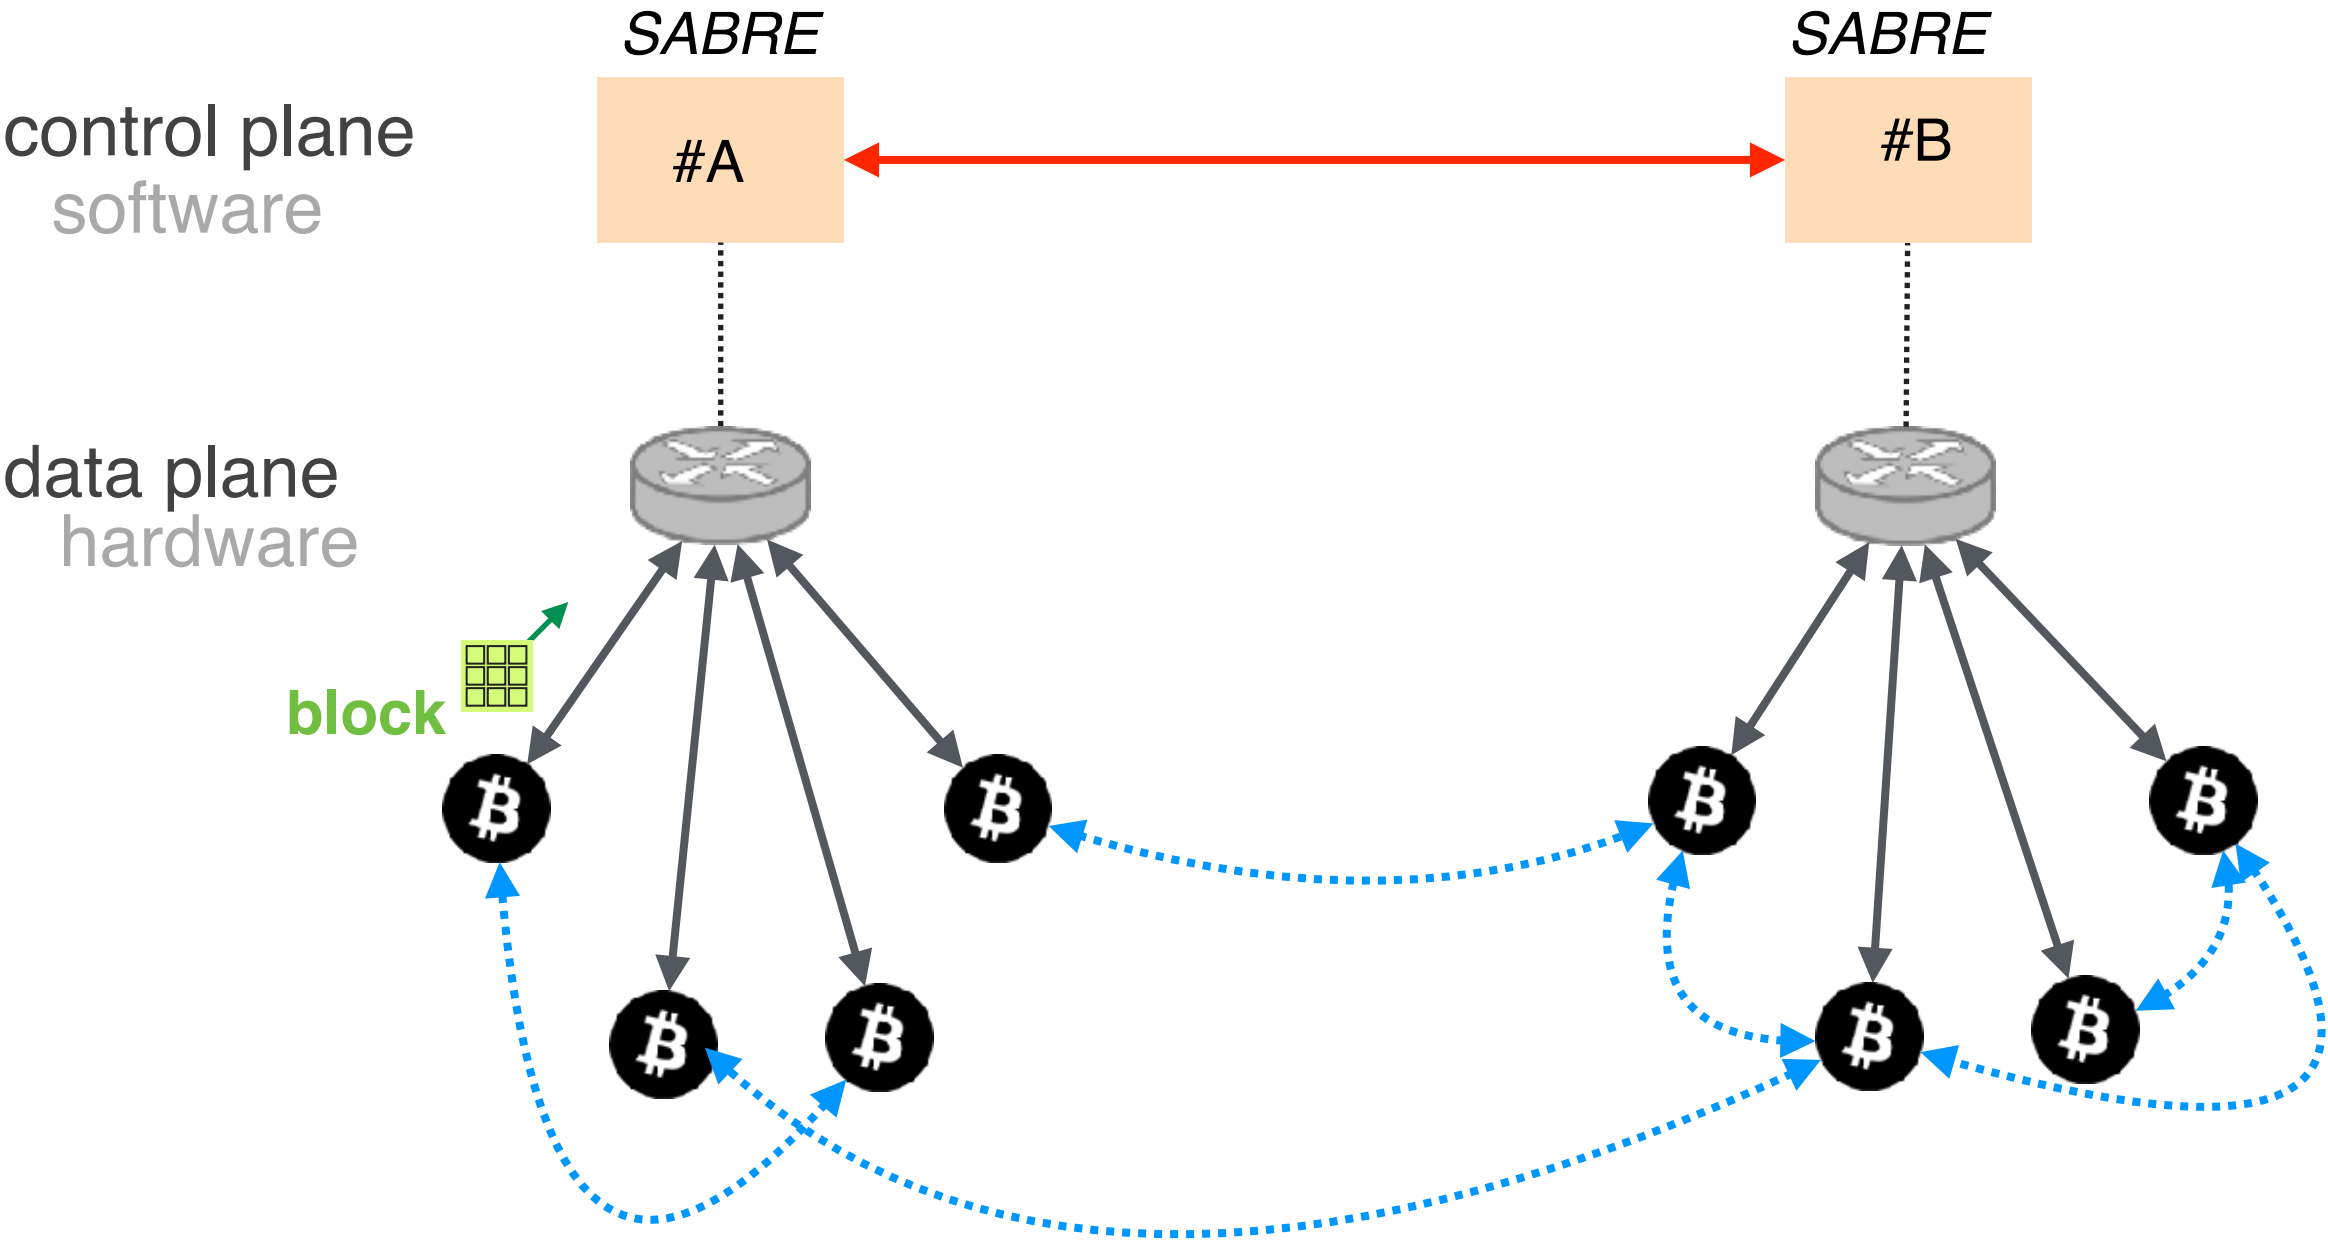 SABRE
SABRE
control plane
software
#A
#B
data plane
hardware
block